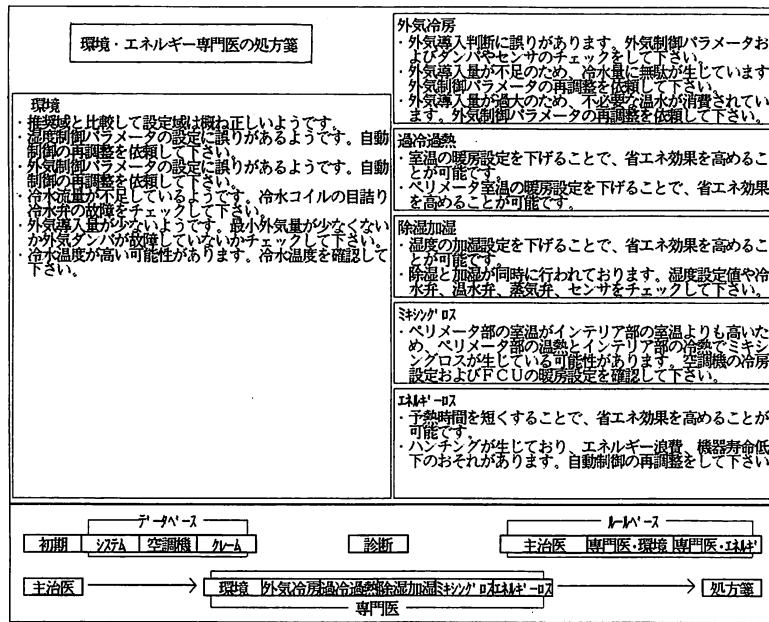 環境・エネルギー専門医の処方箋
環境
・推奨域と比較して設定域は概ね正しいようです。
・湿度制御パラメータの設定に誤りがあるようです。自動
制御の再調整を依頼して下さい。
・外気制御パラメータの設定に誤りがあるようです。自動
制御の再調整を依頼して下さい。
・冷水流量が不足しているようです。冷水コイルの目詰り
冷水弁の故障をチェックして下さい。
・外気導入量が少ないようです。最小外気量が少なくない
か外気ダンパが故障していないかチェックして下さい。
・冷水温度が高い可能性があります。冷水温度を確認して
下さい。
外気冷房
・外気導入判断に誤りがあります。外気制御パラメータお
よびダンパやセンサのチェックをして下さい。
・外気導入量が不足のため、冷水量に無駄が生じています
外気制御パラメータの再調整を依頼して下さい。
・外気導入量が過大のため、不必要な温水が消費されてい
ます。外気制御パラメータの再調整を依頼して下さい。
過冷過熱
・室温の暖房設定を下げることで、省エネ効果を高めるこ
とが可能です。
・ペリメータ室温の暖房設定を下げることで、省エネ効果
を高めることが可能です。
除湿加湿
・湿度の加湿設定を下げることで、省エネ効果を高めるこ
とが可能です。
・除湿と加湿が同時に行われております。湿度設定値や冷
水弁、温水弁、蒸気弁、センサをチェックして下さい。
ミキシングロス
・ペリメータ部の室温がインテリア部の室温よりも高いた
め、ペリメータ部の温熱とインテリア部の冷熱でミキシ
ングロスが生じている可能性があります。空調機の冷房
設定およびFCUの暖房設定を確認して下さい。
エネルギーロス
・予熱時間を短くすることで、省エネ効果を高めることが
可能です。
・ハンチングが生じており、エネルギー浪費、機器寿命低
下のおそれがあります。自動制御の再調整をして下さい
データベース
ルールベース
初期 システム 空調機 クレーム 診断 主治医 専門医・環境 専門医・エネルギ
主治医 環境 外気冷房 過冷過熱 除湿加湿 ミキシングロス エネルギーロス 処方箋
専門医